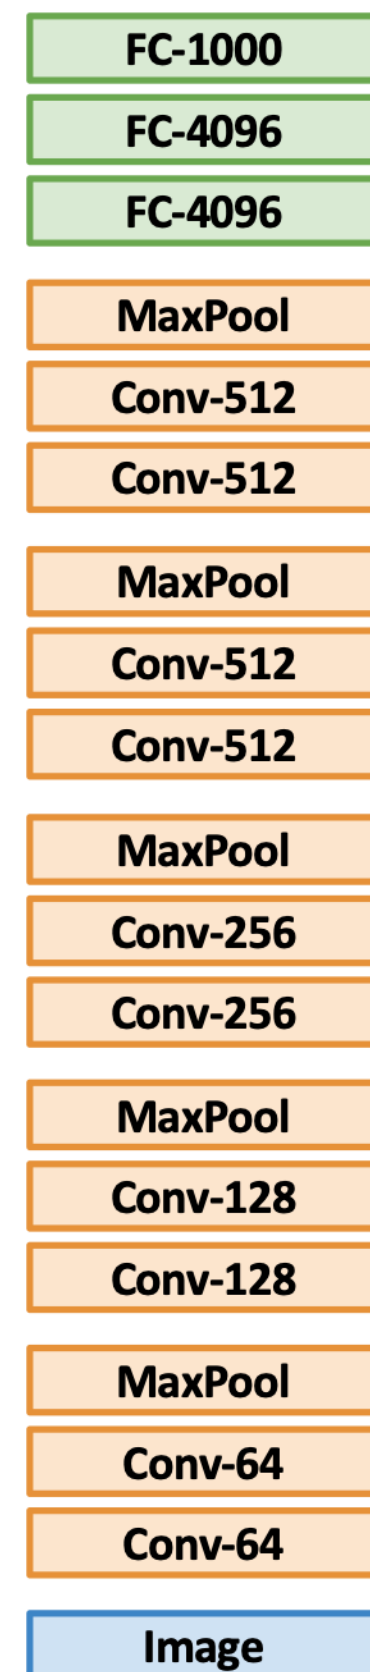 FC-1000
FC-4096
FC-4096
MaxPool
Conv-512
Conv-512
MaxPool
Conv-512
Conv-512
MaxPool
Conv-256
Conv-256
MaxPool
Conv-128
Conv-128
MaxPool
Conv-64
Conv-64
Image